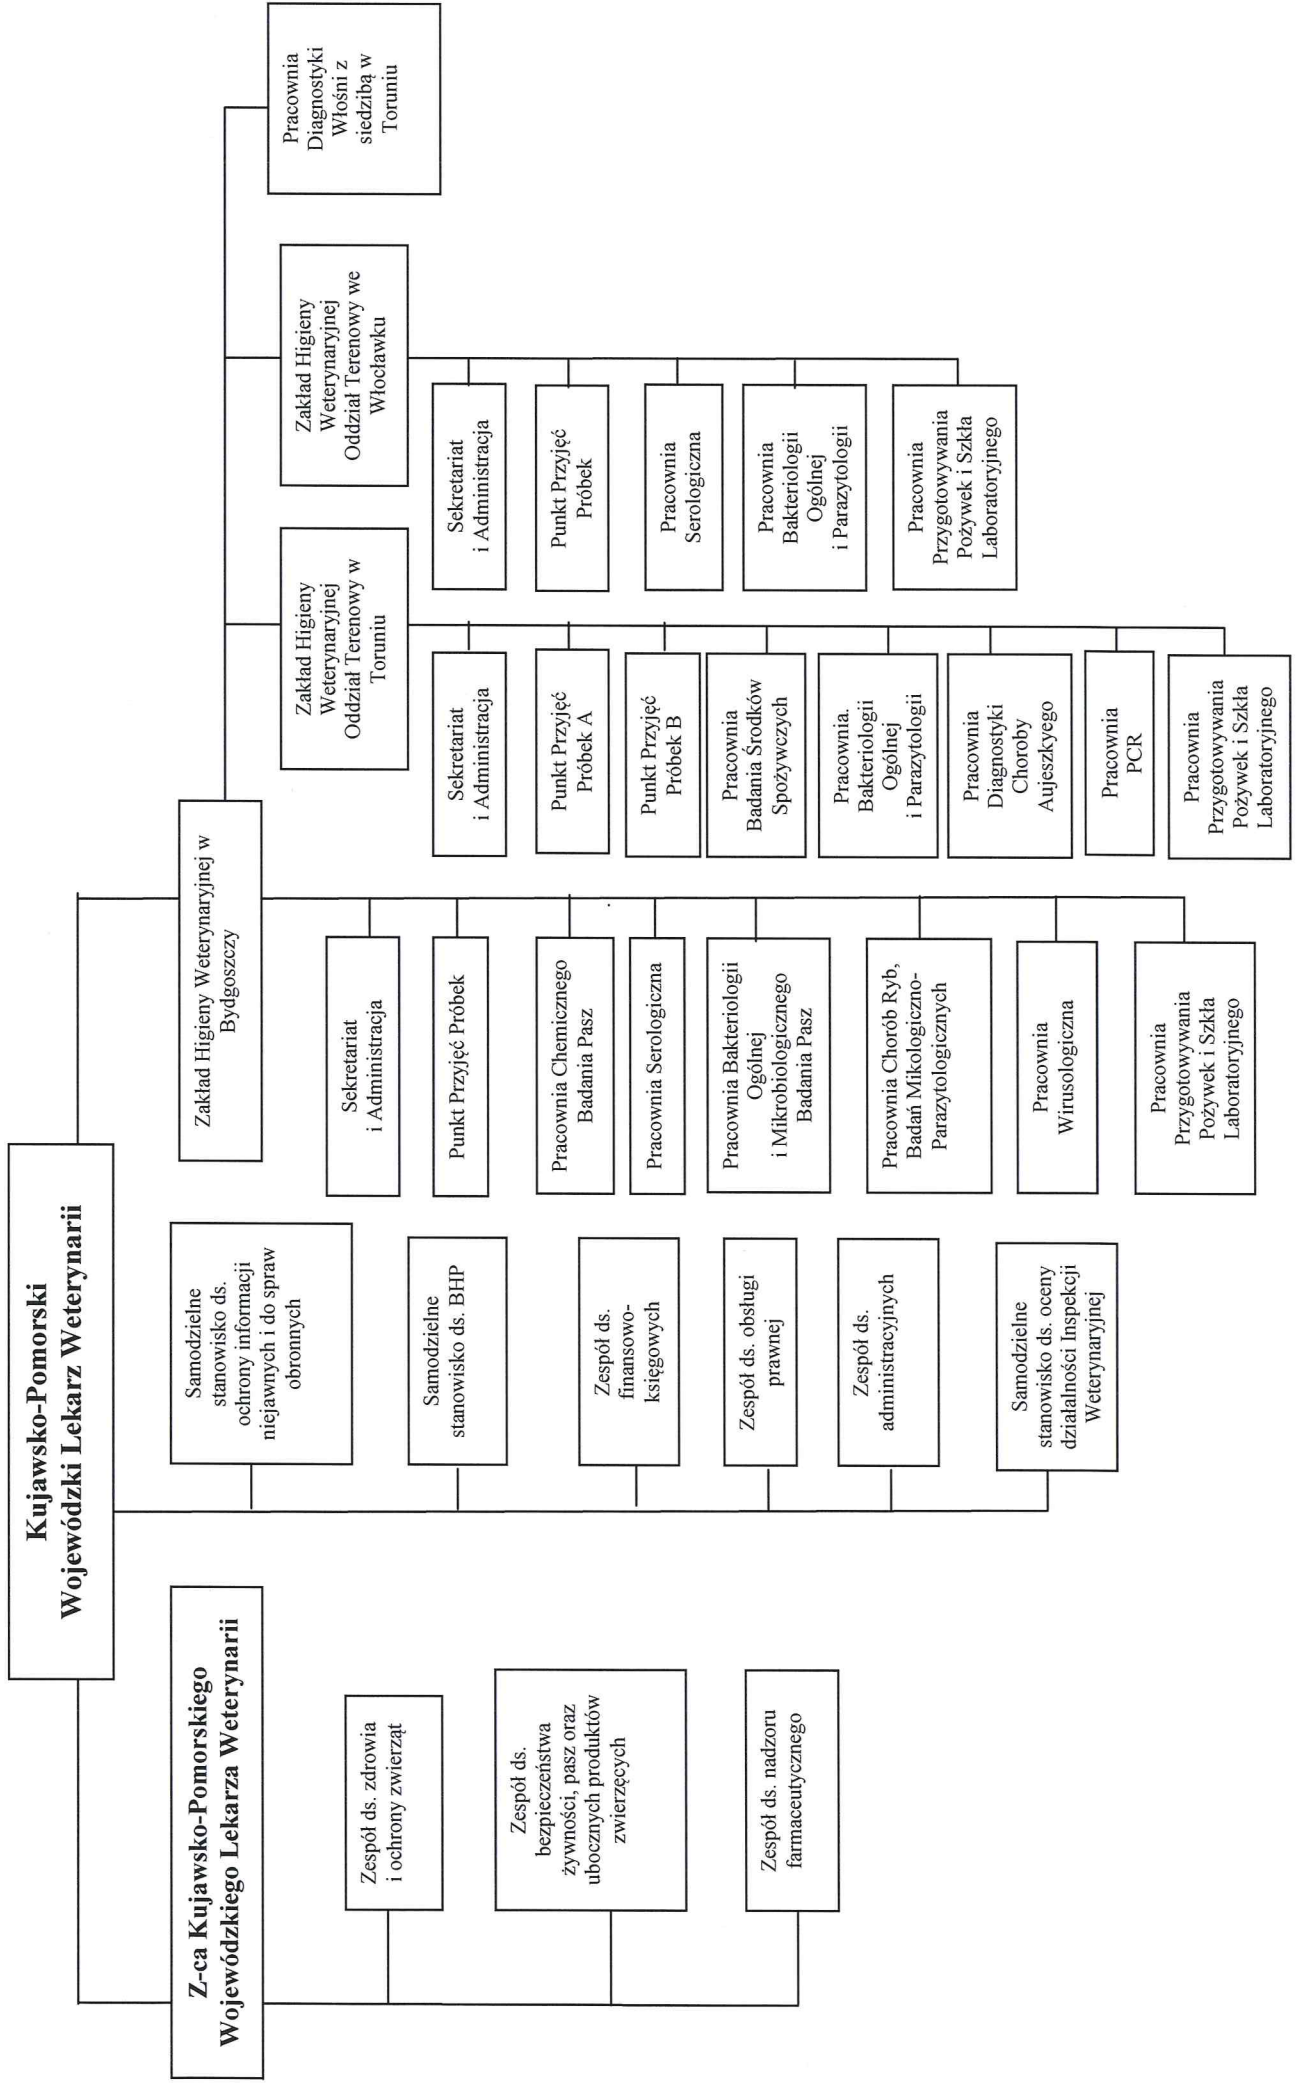 Kujawsko-Pomorski
Wojewódzki Lekarz Weterynarii
Z-ca Kujawsko-Pomorskiego
Wojewódzkiego Lekarza Weterynarii
Zespół ds. zdrowia
i ochrony zwierząt
Zespół ds.
bezpieczeństwa
żywności, pasz oraz
ubocznych produktów
zwierzęcych
Zespół ds. nadzoru
farmaceutycznego
Samodzielne
stanowisko ds.
ochrony informacji
niejawnych i do spraw
obronnych
Samodzielne
stanowisko ds. BHP
Zespół ds.
finansowo-
księgowych
Zespół ds. obsługi
prawnej
Zespół ds.
administracyjnych
Samodzielne
stanowisko ds. oceny
działalności Inspekcji
Weterynaryjnej
Zakład Higieny Weterynaryjnej w
Bydgoszczy
Sekretariat
i Administracja
Punkt Przyjęć Próbek
Pracownia Chemicznego
Badania Pasz
Pracownia Serologiczna
Pracownia Bakteriologii
Ogólnej
i Mikrobiologicznego
Badania Pasz
Pracownia Chorób Ryb,
Badań Mikologiczno-
Parazytologicznych
Pracownia
Wirusologiczna
Pracownia
Przygotowywania
Pożywek i Szkła
Laboratoryjnego
Zakład Higieny
Weterynaryjnej
Oddział Terenowy w
Toruniu
Sekretariat
i Administracja
Punkt Przyjęć
Próbek A
Punkt Przyjęć
Próbek B
Pracownia
Badania Środków
Spożywczych
Pracownia.
Bakteriologii
Ogólnej
i Parazytologii
Pracownia
Diagnostyki
Choroby
Aujeszkyego
Pracownia
PCR
Pracownia
Przygotowywania
Pożywek i Szkła
Laboratoryjnego
Zakład Higieny
Weterynaryjnej
Oddział Terenowy we
Włocławku
Sekretariat
i Administracja
Punkt Przyjęć
Próbek
Pracownia
Serologiczna
Pracownia
Bakteriologii
Ogólnej
i Parazytologii
Pracownia
Przygotowywania
Pożywek i Szkła
Laboratoryjnego
Pracownia
Diagnostyki
Włośni z
siedzibą w
Toruniu